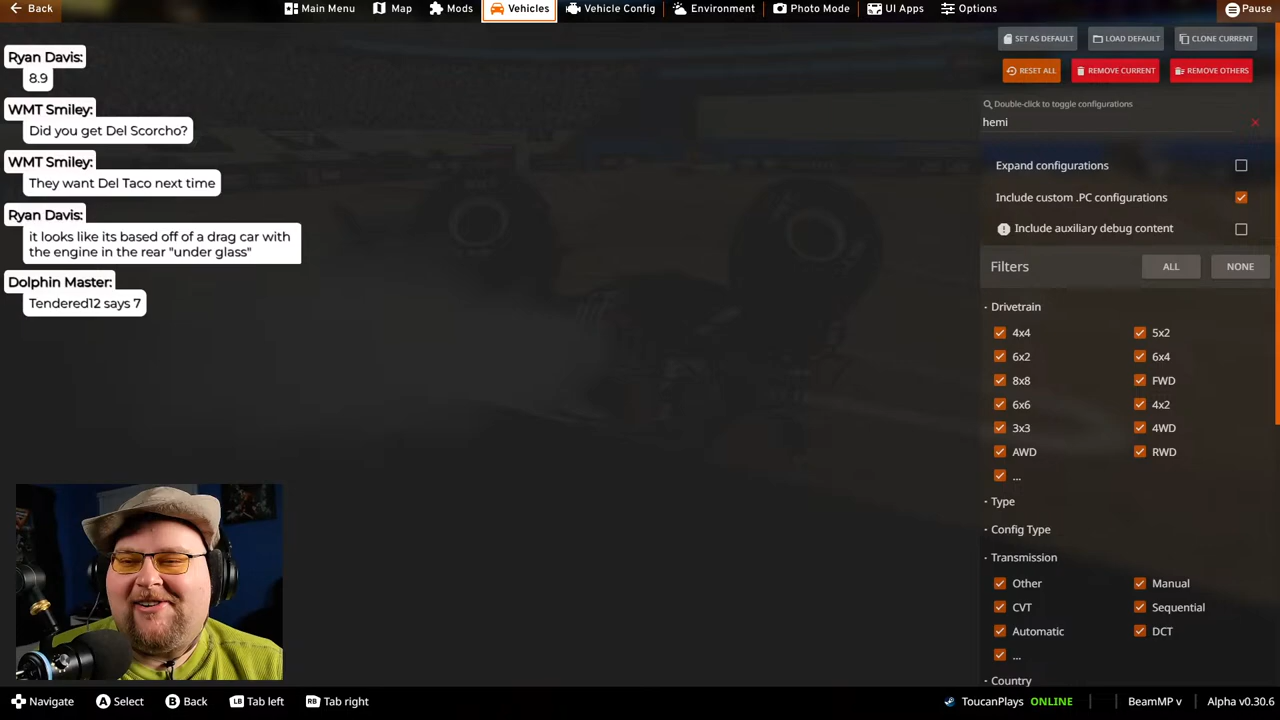 Back
Main Menu
Map
Mods
Vehicles
Vehicle Config
Environment
Photo Mode
UI Apps
Options
Pause
Ryan Davis:
8.9
WMT Smiley:
Did you get Del Scorcho?
WMT Smiley:
They want Del Taco next time
Ryan Davis:
it looks like its based off of a drag car with
the engine in the rear "under glass"
Dolphin Master:
Tendered12 says 7
SET AS DEFAULT
LOAD DEFAULT
CLONE CURRENT
RESET ALL
REMOVE CURRENT
REMOVE OTHERS
Double-click to toggle configurations
hemi
Expand configurations
Include custom .PC configurations
Include auxiliary debug content
Filters
ALL
NONE
- Drivetrain
4x4
5x2
6x2
6x4
8x8
FWD
6x6
4x2
3x3
4WD
AWD
RWD
...
- Type
- Config Type
- Transmission
Other
Manual
CVT
Sequential
Automatic
DCT
...
- Country
Navigate
A Select
B Back
LB Tab left
RB Tab right
ToucanPlays ONLINE
BeamMP v
Alpha v0.30.6